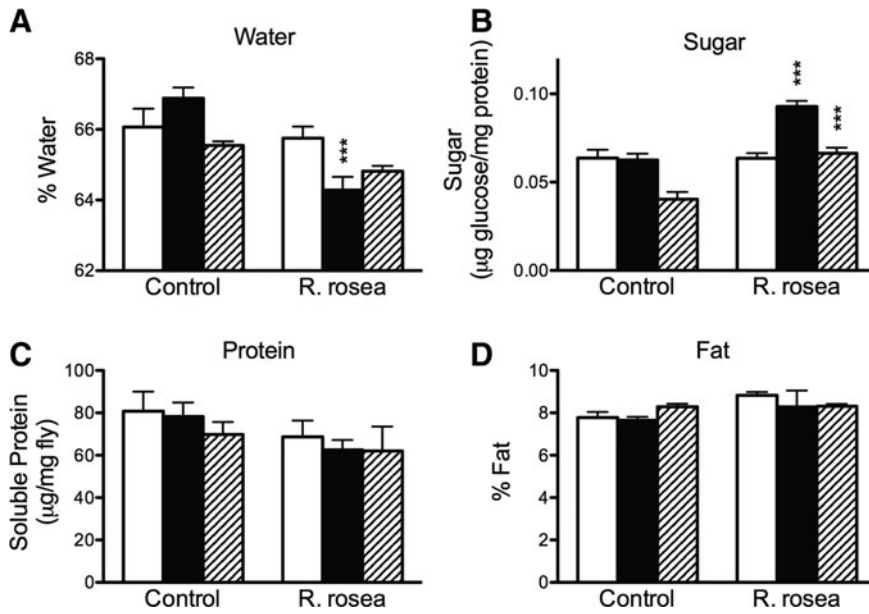 A
Water
% Water
68
66
64
62
***
Control
R. rosea
B
Sugar
Sugar
(µg glucose/mg protein)
0.10
0.05
0.00
***
***
Control
R. rosea
C
Protein
Soluble Protein
(µg/mg fly)
100
80
60
40
20
0
Control
R. rosea
D
Fat
% Fat
10
8
6
4
2
0
Control
R. rosea